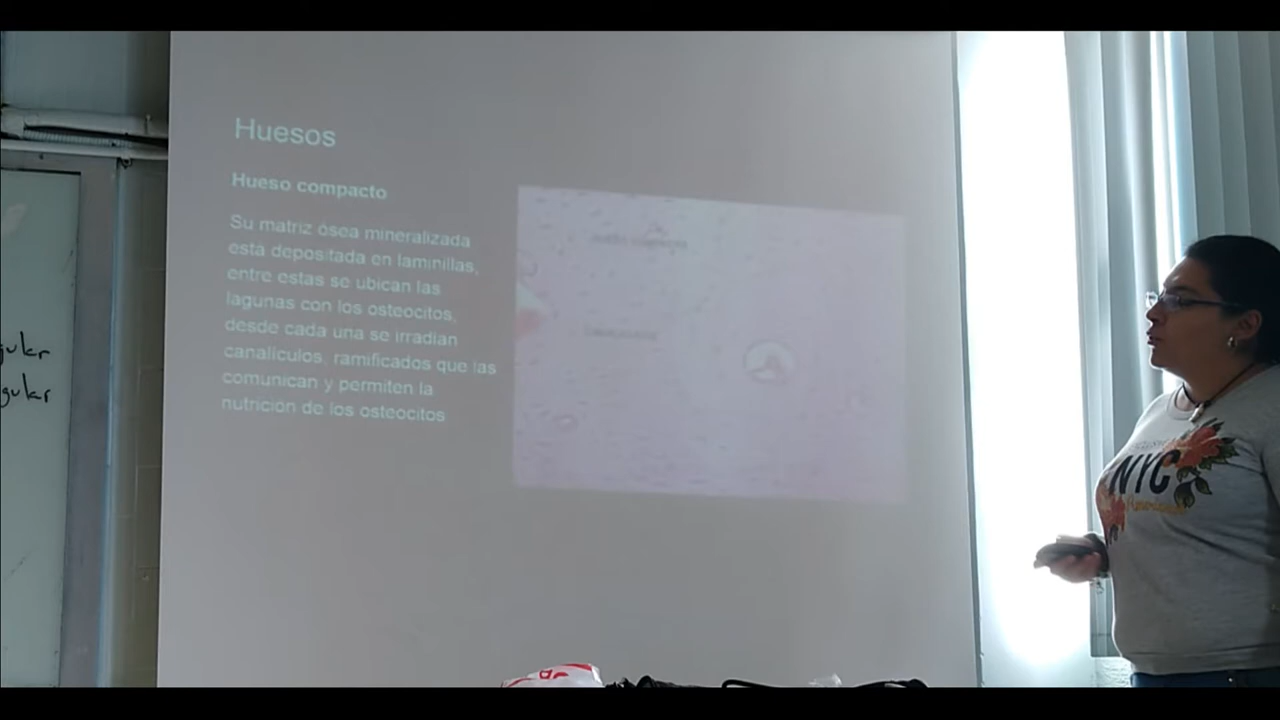 Huesos
Hueso compacto
Su matriz ósea mineralizada
esta depositada en laminillas,
entre estas se ubican las
lagunas con los osteocitos,
desde cada una se irradian
canalículos, ramificados que las
comunican y permiten la
nutrición de los osteocitos
NYC